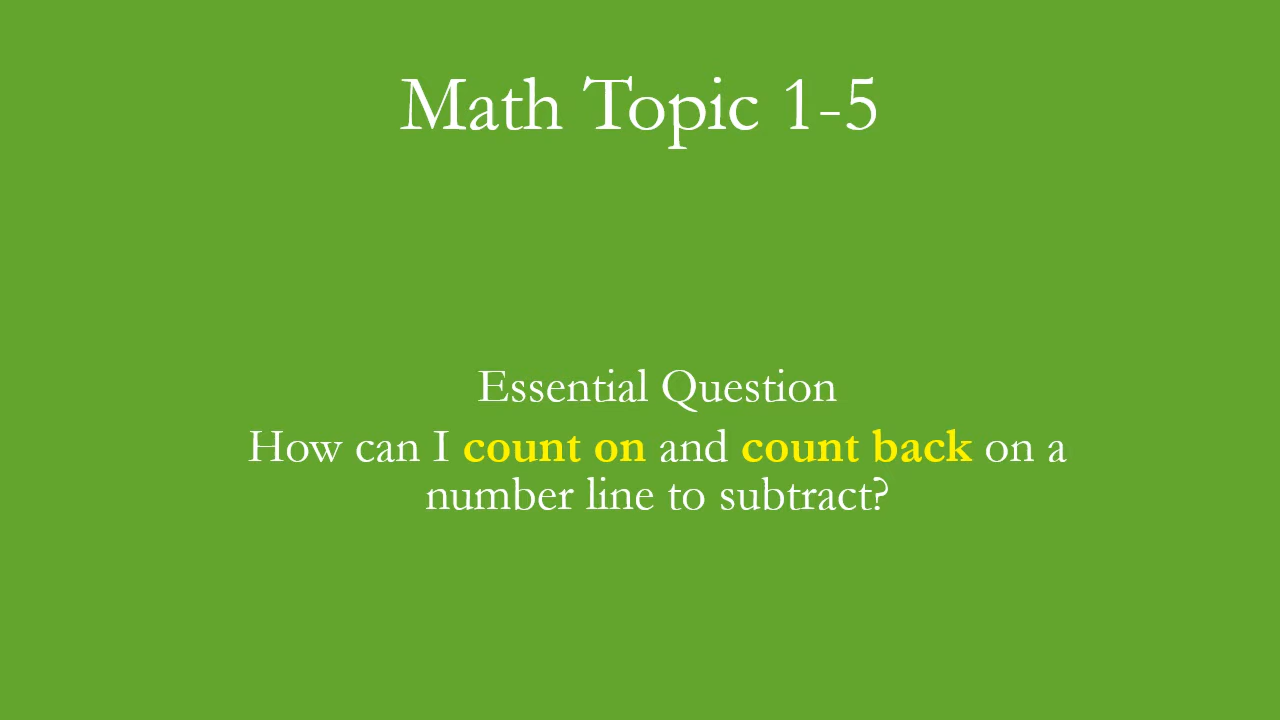 Math Topic 1-5
Essential Question
How can I count on and count back on a
number line to subtract?